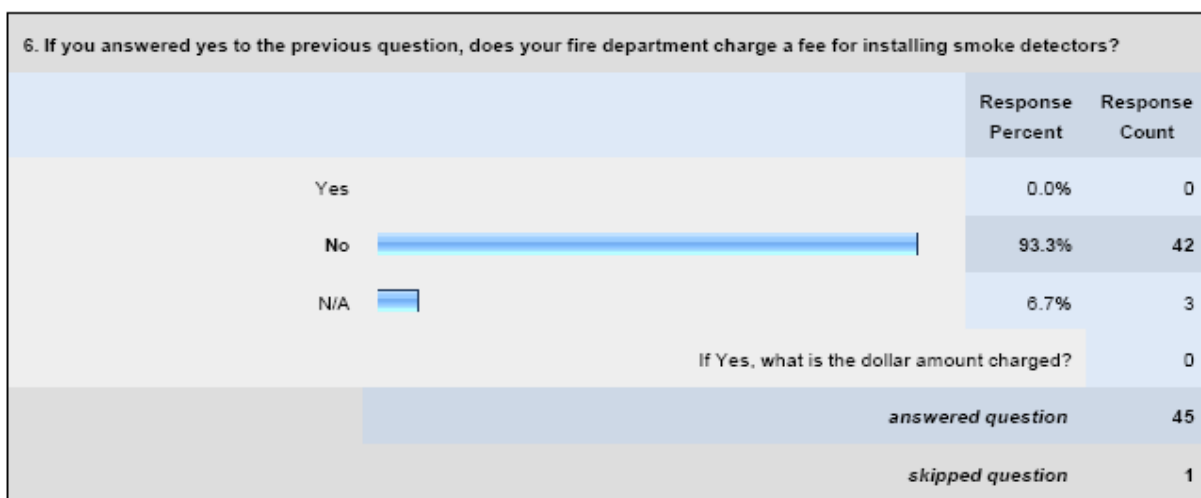 6. If you answered yes to the previous question, does your fire department charge a fee for installing smoke detectors?
Response Response
Percent Count
Yes 0.0% 0
No 93.3% 42
N/A 6.7% 3
If Yes, what is the dollar amount charged? 0
answered question 45
skipped question 1